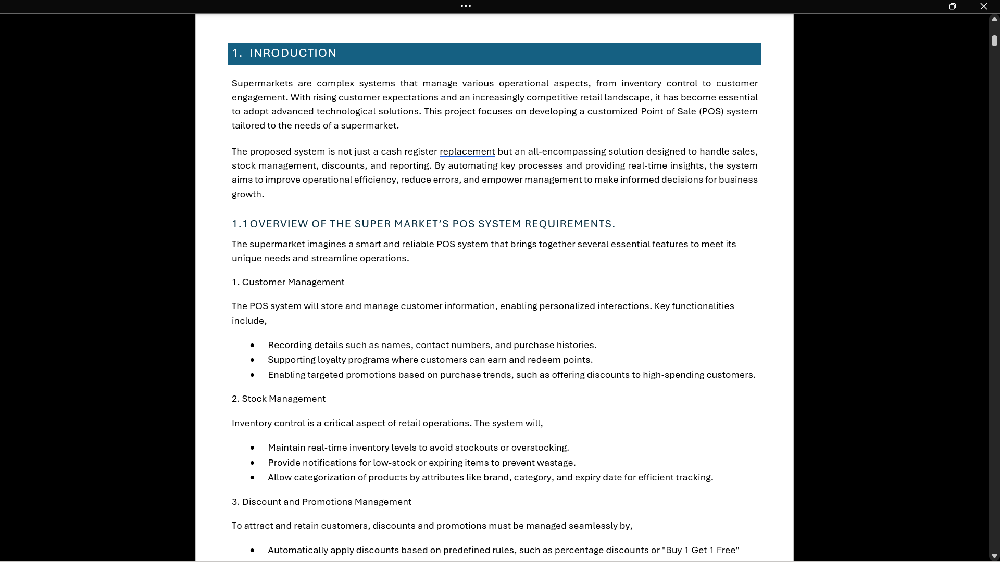 1. INRODUCTION
Supermarkets are complex systems that manage various operational aspects, from inventory control to customer
engagement. With rising customer expectations and an increasingly competitive retail landscape, it has become essential
to adopt advanced technological solutions. This project focuses on developing a customized Point of Sale (POS) system
tailored to the needs of a supermarket.
The proposed system is not just a cash register replacement but an all-encompassing solution designed to handle sales,
stock management, discounts, and reporting. By automating key processes and providing real-time insights, the system
aims to improve operational efficiency, reduce errors, and empower management to make informed decisions for business
growth.
1.1 OVERVIEW OF THE SUPER MARKET’S POS SYSTEM REQUIREMENTS.
The supermarket imagines a smart and reliable POS system that brings together several essential features to meet its
unique needs and streamline operations.
1. Customer Management
The POS system will store and manage customer information, enabling personalized interactions. Key functionalities
include,
● Recording details such as names, contact numbers, and purchase histories.
● Supporting loyalty programs where customers can earn and redeem points.
● Enabling targeted promotions based on purchase trends, such as offering discounts to high-spending customers.
2. Stock Management
Inventory control is a critical aspect of retail operations. The system will,
● Maintain real-time inventory levels to avoid stockouts or overstocking.
● Provide notifications for low-stock or expiring items to prevent wastage.
● Allow categorization of products by attributes like brand, category, and expiry date for efficient tracking.
3. Discount and Promotions Management
To attract and retain customers, discounts and promotions must be managed seamlessly by,
● Automatically apply discounts based on predefined rules, such as percentage discounts or "Buy 1 Get 1 Free"